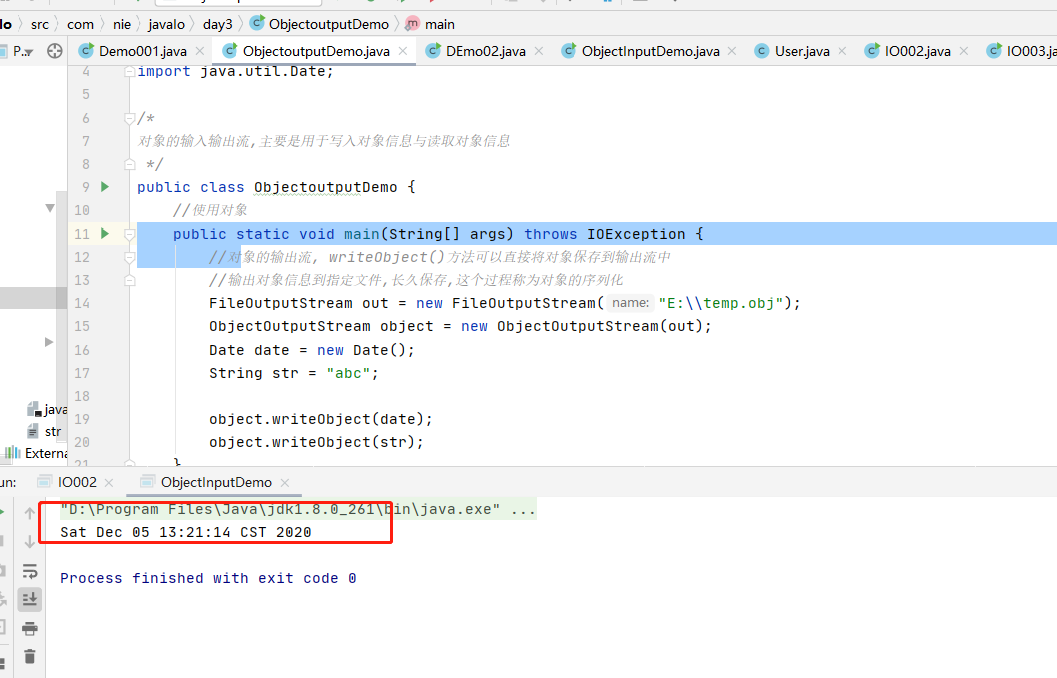 lo src com nie javalo day3 ObjectoutputDemo main
P... Demo001.java ObjectoutputDemo.java DEmo02.java ObjectInputDemo.java User.java IO002.java IO003.ja
4 import java.util.Date;
5
6 /*
7 对象的输入输出流,主要是用于写入对象信息与读取对象信息
8 */
9 public class ObjectoutputDemo {
10 //使用对象
11 public static void main(String[] args) throws IOException {
12 //对象的输出流, writeObject()方法可以直接将对象保存到输出流中
13 //输出对象信息到指定文件,长久保存,这个过程称为对象的序列化
14 FileOutputStream out = new FileOutputStream( name: "E:\\temp.obj");
15 ObjectOutputStream object = new ObjectOutputStream(out);
16 Date date = new Date();
17 String str = "abc";
18
19 object.writeObject(date);
20 object.writeObject(str);
21 }
java
str
Externa
un: IO002 ObjectInputDemo
"D:\Program Files\Java\jdk1.8.0_261\bin\java.exe" ...
Sat Dec 05 13:21:14 CST 2020
Process finished with exit code 0